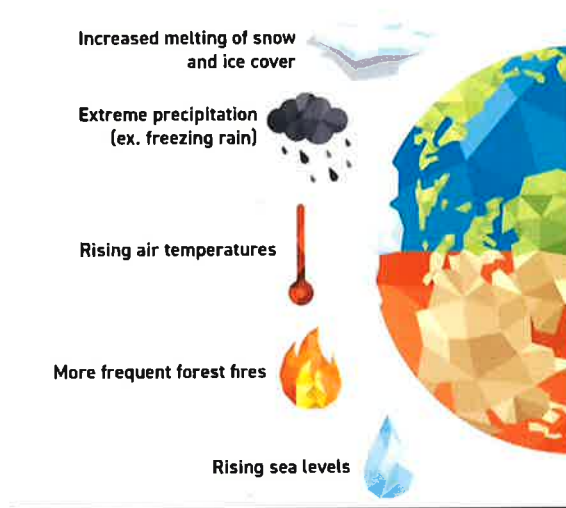 Increased melting of snow
and ice cover
Extreme precipitation
(ex. freezing rain)
Rising air temperatures
More frequent forest fires
Rising sea levels